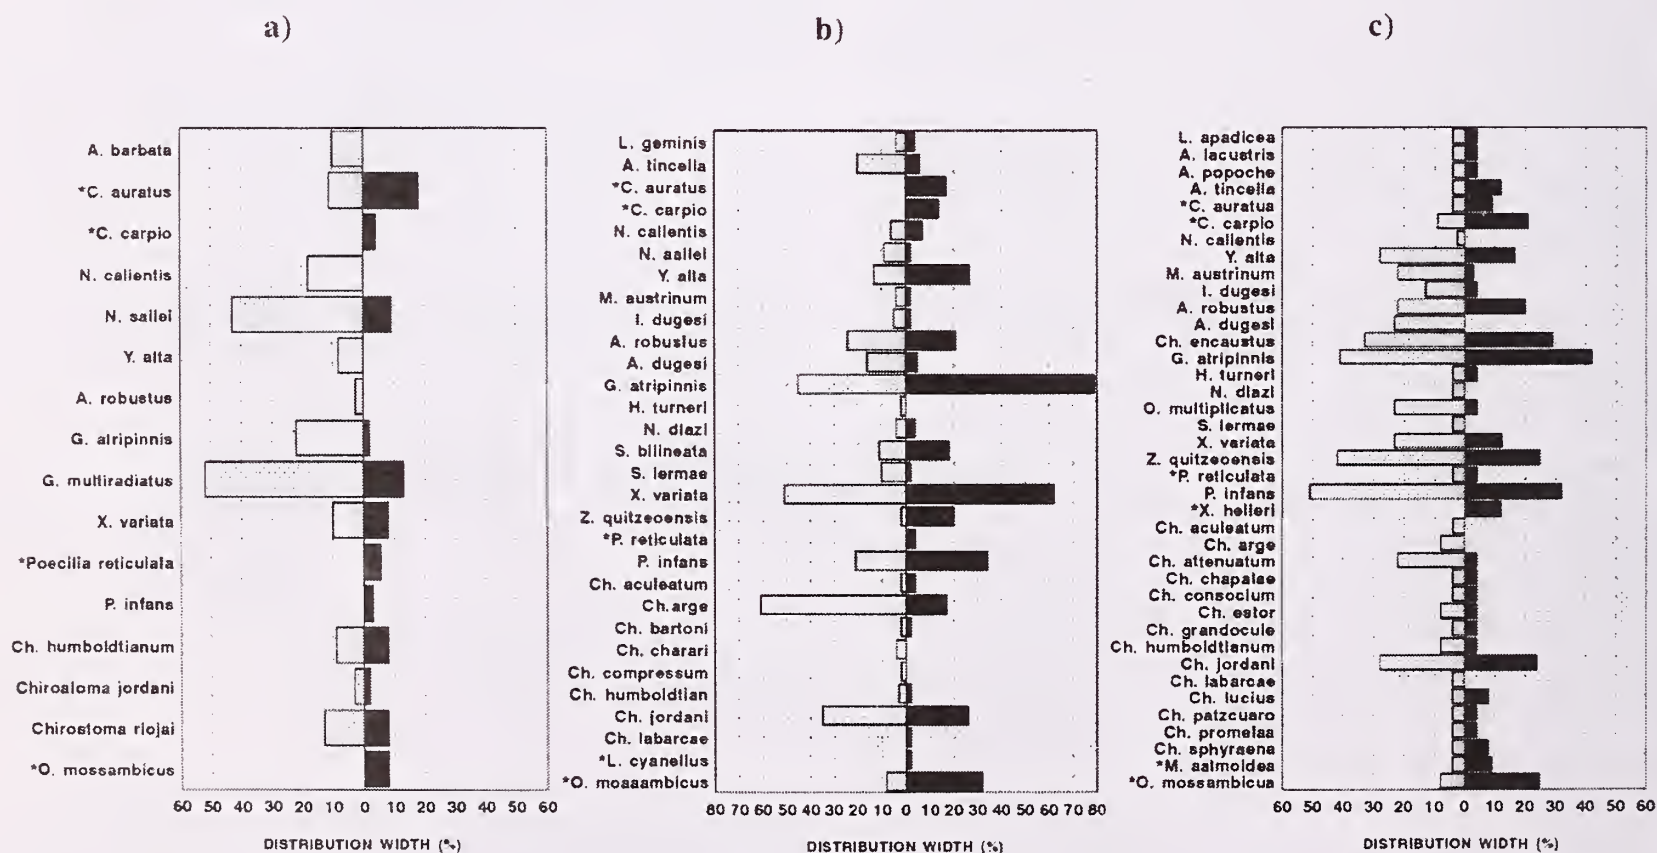 a)
A. barbata
*C. auratus
*C. carpio
N. calientis
N. sallei
Y. alta
A. robustus
G. atripinnis
G. multiradiatus
X. variata
*Poecilia reticulala
P. infans
Ch. humboldtianum
Chiroaloma jordani
Chirostoma riojai
*O. mossambicus
60 50 40 30 20 10 0 10 20 30 40 50 60
DISTRIBUTION WIDTH (%)
b)
L. geminis
A. tincella
*C. auratus
*C. carpio
N. calientis
N. aallei
Y. alta
M. austrinum
I. dugesi
A. robustus
A. dugesi
G. atripinnis
H. turneri
N. diazi
S. bilineata
S. lermae
X. variata
Z. quitzeoensis
*P. reticulata
P. infans
Ch. aculeatum
Ch. arge
Ch. bartoni
Ch. charari
Ch. compressum
Ch. humboldtian
Ch. jordani
Ch. labarcae
*L. cyanellus
*O. moaaambicus
80 70 60 50 40 30 20 10 0 10 20 30 40 50 60 70 80
DISTRIBUTION WIDTH (%)
c)
L. apadicea
A. lacustris
A. popoche
A. tincella
*C. auratua
*C. carpio
N. calientis
Y. alta
M. austrinum
I. dugesi
A. robustus
A. dugesi
Ch. encaustus
G. atripinnis
H. turneri
N. diazi
O. multiplicatus
S. lermae
X. variata
Z. quitzeoensis
*P. reticulata
P. infans
*X. helleri
Ch. aculeatum
Ch. arge
Ch. attenuatum
Ch. chapalae
Ch. consocium
Ch. estor
Ch. grandocule
Ch. humboldtianum
Ch. jordani
Ch. labarcae
Ch. lucius
Ch. patzcuaro
Ch. promelaa
Ch. sphyraena
*M. aalmoidea
*O. mossambicua
60 50 40 30 20 10 0 10 20 30 40 50 60
DISTRIBUTION WIDTH (%)